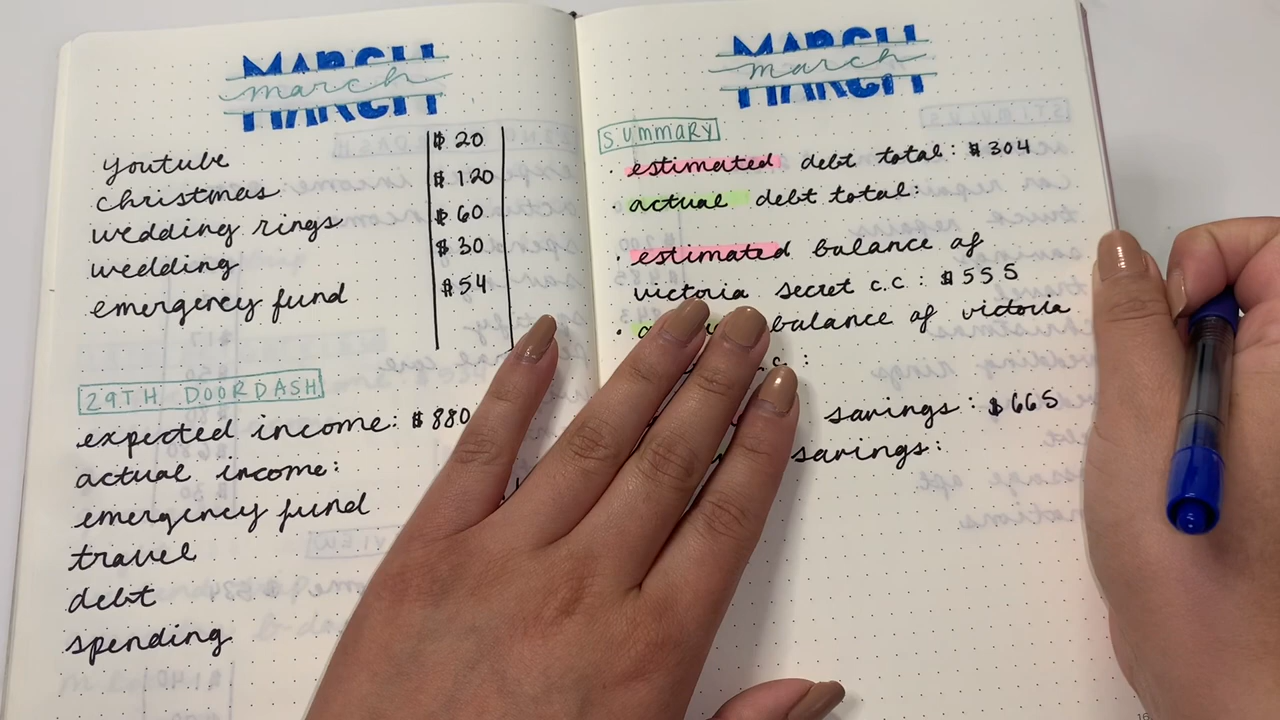 MARCH
march
youtube $20
christmas $120
wedding rings $60
wedding $30
emergency fund $54
29TH DOORDASH
expected income: $880
actual income:
emergency fund
travel
debt
spending
MARCH
march
SUMMARY
· estimated debt total: $304
· actual debt total:
· estimated balance of
victoria secret c.c: $555
· balance of victoria
c.c:
savings: $665
savings: